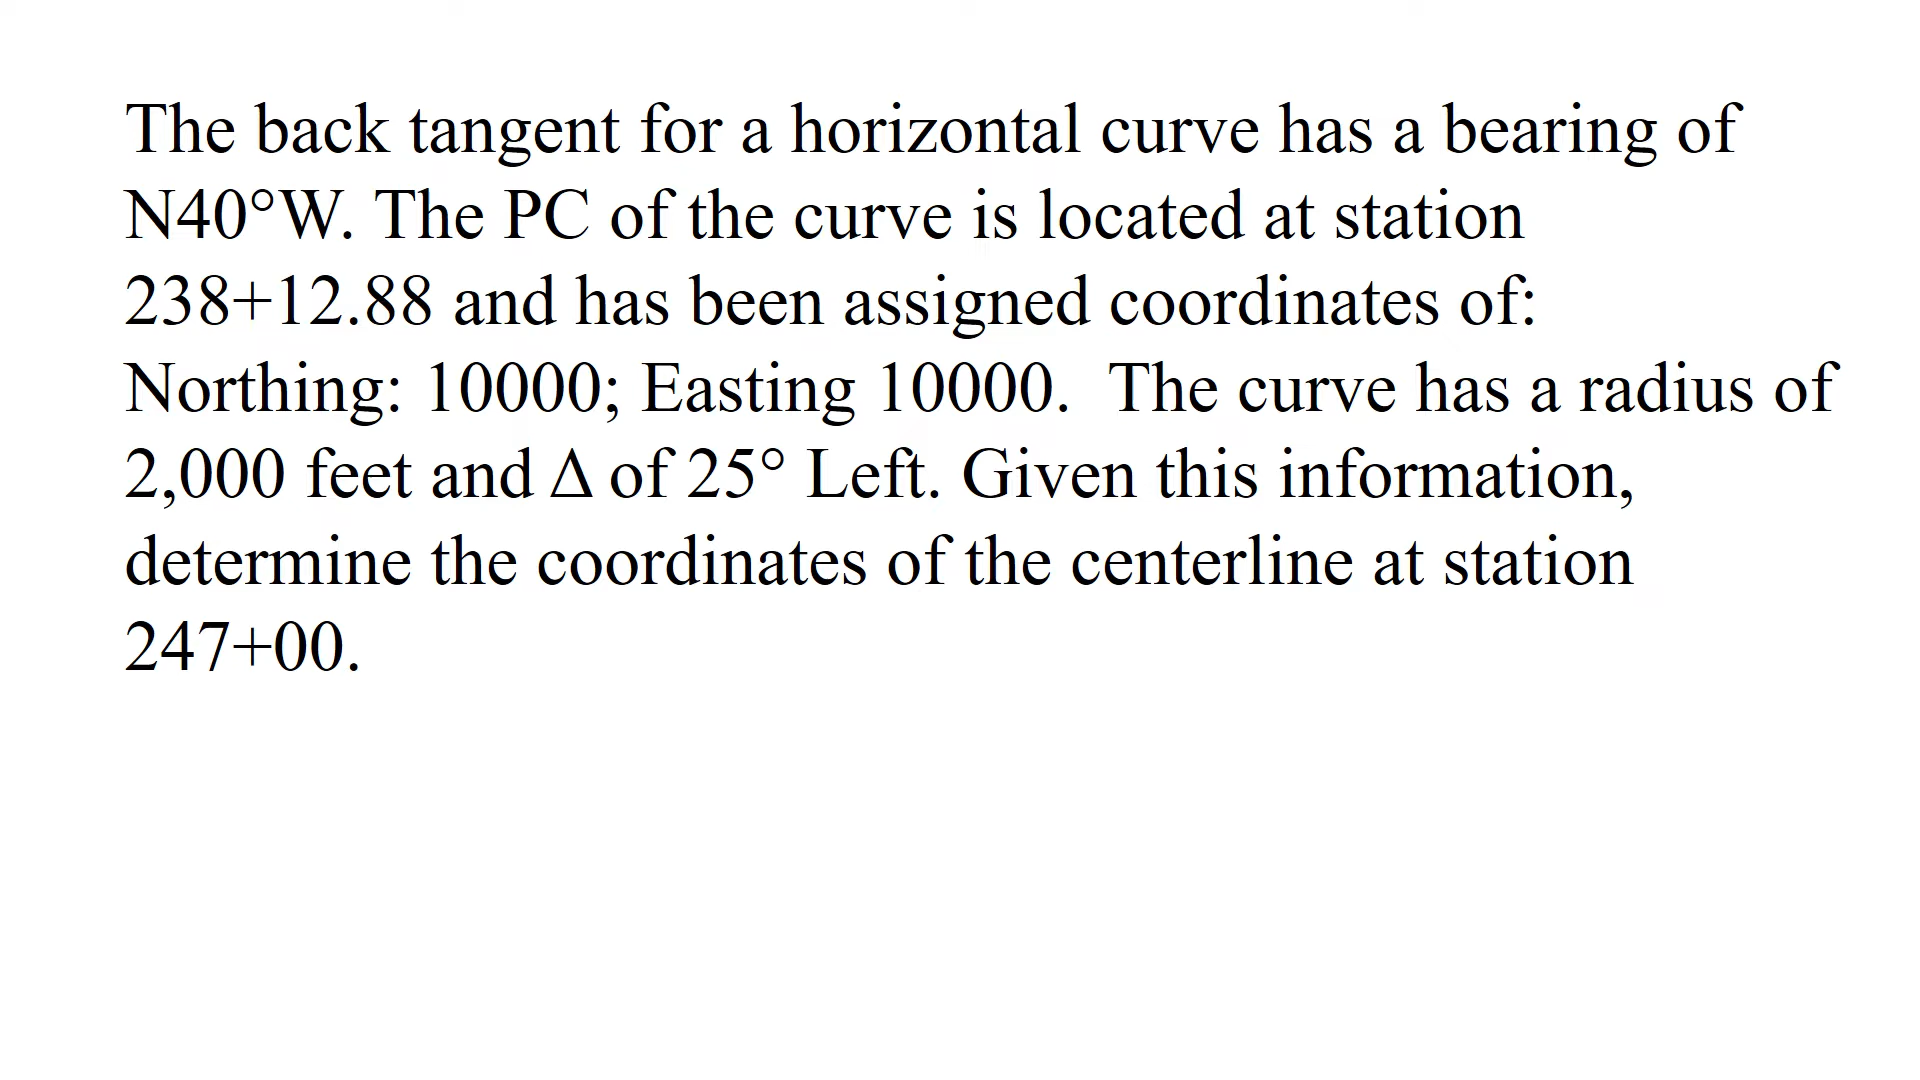 The back tangent for a horizontal curve has a bearing of
N40°W. The PC of the curve is located at station
238+12.88 and has been assigned coordinates of:
Northing: 10000; Easting 10000.  The curve has a radius of
2,000 feet and Δ of 25° Left. Given this information,
determine the coordinates of the centerline at station
247+00.